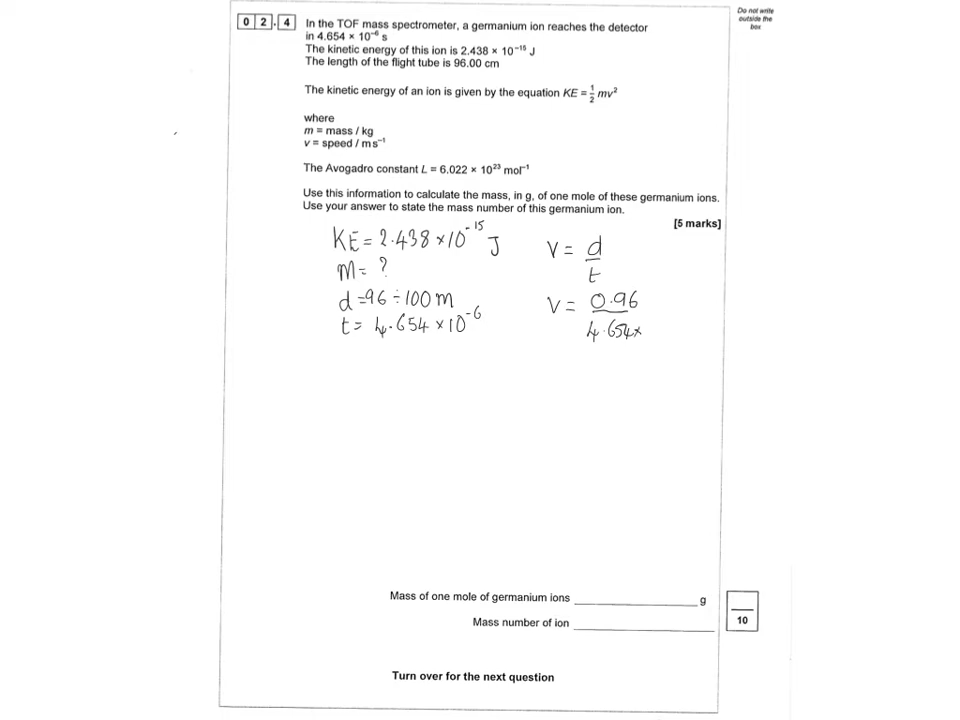 Do not write
outside the
box
0 2 . 4 In the TOF mass spectrometer, a germanium ion reaches the detector
in 4.654 × 10⁻⁶ s
The kinetic energy of this ion is 2.438 × 10⁻¹⁵ J
The length of the flight tube is 96.00 cm
The kinetic energy of an ion is given by the equation KE = ½ mv²
where
m = mass / kg
v = speed / m s⁻¹
The Avogadro constant L = 6.022 × 10²³ mol⁻¹
Use this information to calculate the mass, in g, of one mole of these germanium ions.
Use your answer to state the mass number of this germanium ion.
[5 marks]
KE = 2.438 × 10⁻¹⁵ J
m = ?
d = 96 ÷ 100 m
t = 4.654 × 10⁻⁶
V = d/t
V = 0.96/4.654×
Mass of one mole of germanium ions ____ g
Mass number of ion ____
10
Turn over for the next question